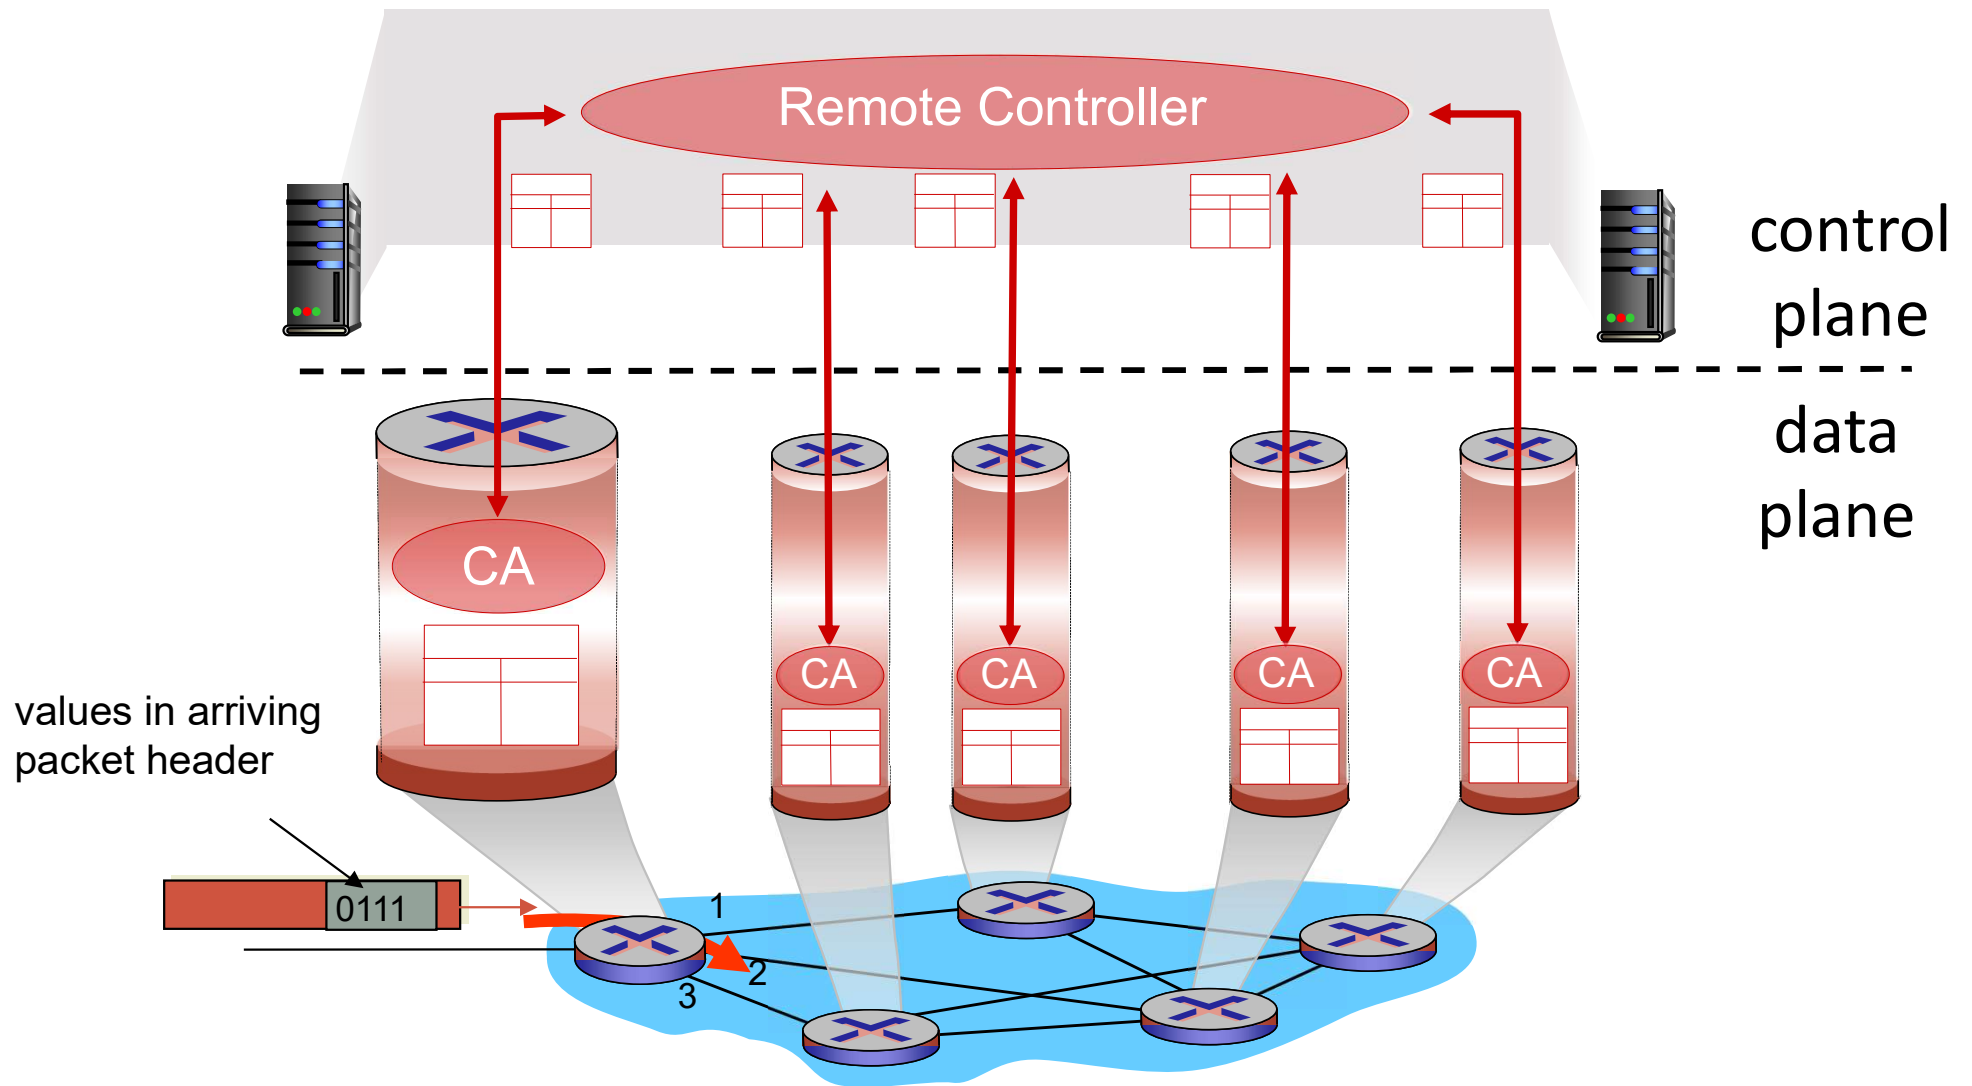 Remote Controller
control
plane
data
plane
CA
CA
CA
CA
CA
values in arriving
packet header
0111
1
2
3